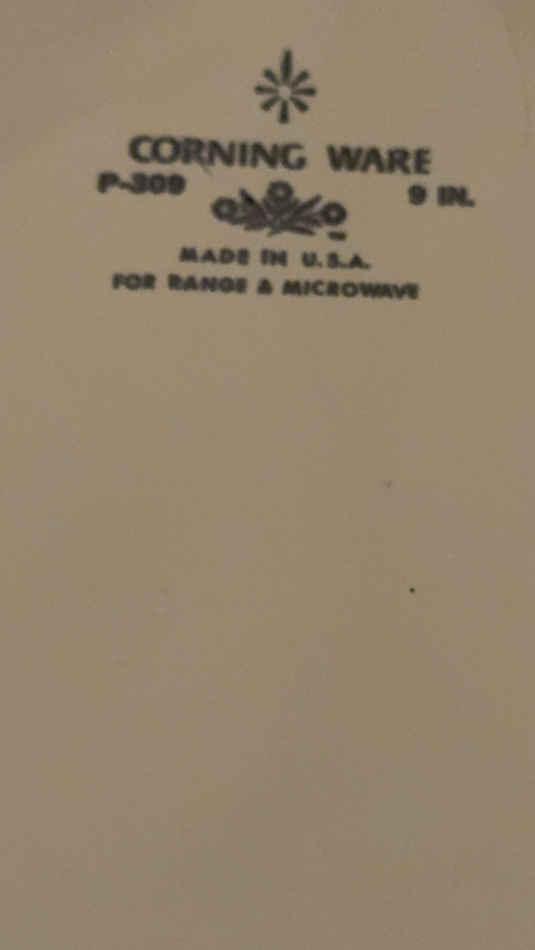 CORNING WARE
P-309 9 IN.
MADE IN U.S.A.
FOR RANGE & MICROWAVE